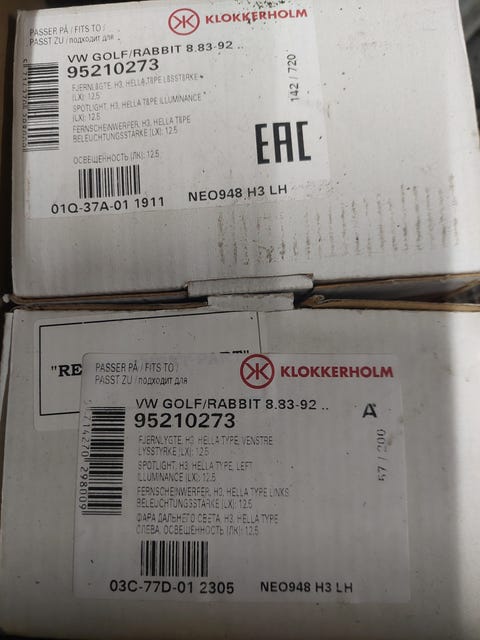 PASSER PÅ / FITS TO /
PASST ZU / подходит для
KLOKKERHOLM
VW GOLF/RABBIT 8.83-92 ..
95210273
FJERNLYGTE, H3, HELLA TYPE LYSSTYRKE
(LX): 12.5
SPOTLIGHT, H3, HELLA TYPE ILLUMINANCE
(LX): 12.5
FERNSCHEINWERFER, H3, HELLA TYPE
BELEUCHTUNGSSTÄRKE (LX): 12.5
ОСВЕЩЕННОСТЬ (ЛК): 12.5
142 / 720
EAC
01Q-37A-01 1911
NEO948 H3 LH
"RE
PASSER PÅ / FITS TO /
PASST ZU / подходит для
KLOKKERHOLM
VW GOLF/RABBIT 8.83-92 ..
95210273
A
FJERNLYGTE, H3, HELLA TYPE, VENSTRE
LYSSTYRKE (LX): 12.5
SPOTLIGHT, H3, HELLA TYPE, LEFT
ILLUMINANCE (LX): 12.5
FERNSCHEINWERFER, H3, HELLA TYPE LINKS,
BELEUCHTUNGSSTÄRKE (LX): 12.5
ФАРА ДАЛЬНЕГО СВЕТА, H3, HELLA TYPE
СЛЕВА, ОСВЕЩЕННОСТЬ (ЛК): 12.5
67 / 200
5 714270 298009
03C-77D-01 2305
NEO948 H3 LH